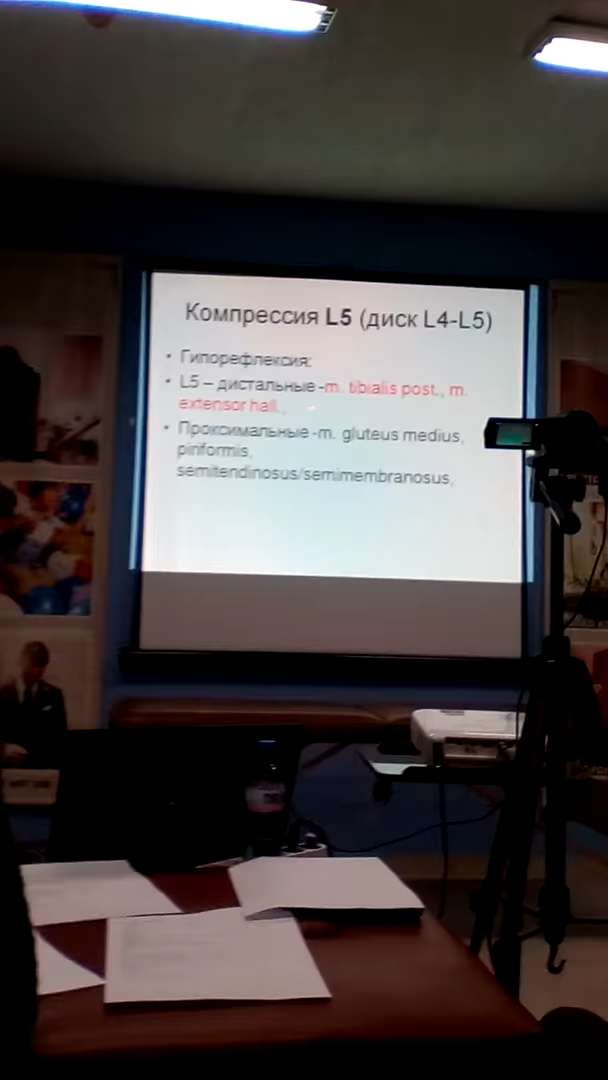 Компрессия L5 (диск L4-L5)
• Гипорефлексия:
• L5 – дистальные -m. tibialis post., m.
extensor hall.,
• Проксимальные -m. gluteus medius,
piriformis,
semitendinosus/semimembranosus,